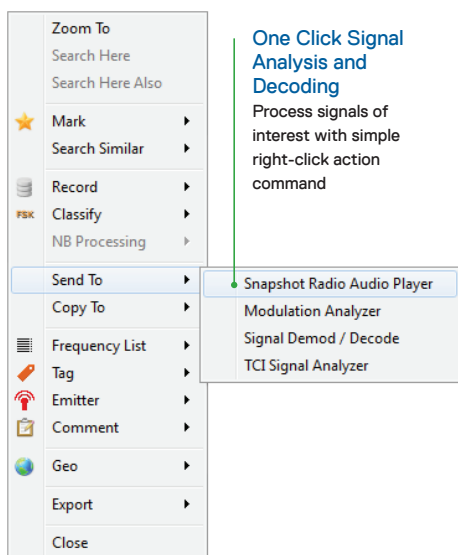 Zoom To
Search Here
Search Here Also
Mark
Search Similar
Record
FSK Classify
NB Processing
Send To
Copy To
Frequency List
Tag
Emitter
Comment
Geo
Export
Close
One Click Signal
Analysis and
Decoding
Process signals of
interest with simple
right-click action
command
Snapshot Radio Audio Player
Modulation Analyzer
Signal Demod / Decode
TCI Signal Analyzer